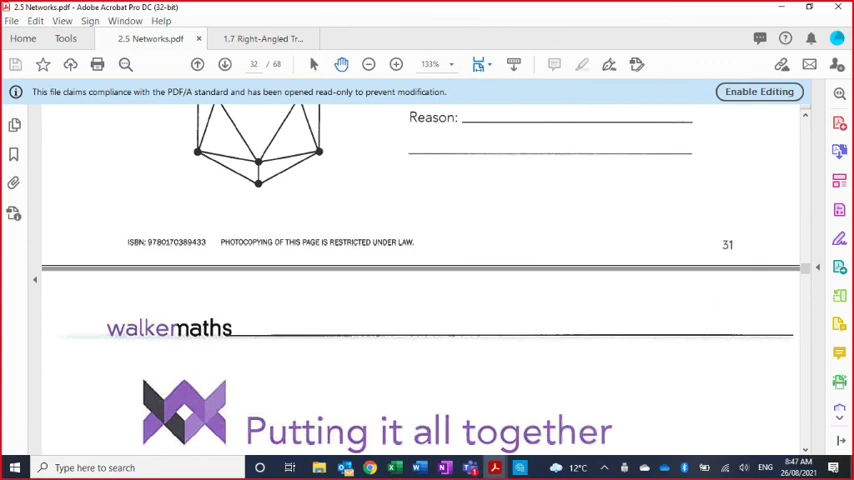 2.5 Networks.pdf - Adobe Acrobat Pro DC (32-bit)
File Edit View Sign Window Help
Home Tools 2.5 Networks.pdf × 1.7 Right-Angled Tr...
32 / 68 133%
This file claims compliance with the PDF/A standard and has been opened read-only to prevent modification. Enable Editing
Reason:
ISBN: 9780170389433 PHOTOCOPYING OF THIS PAGE IS RESTRICTED UNDER LAW. 31
walkermaths
Putting it all together
Type here to search 12°C ENG 8:47 AM
26/08/2021